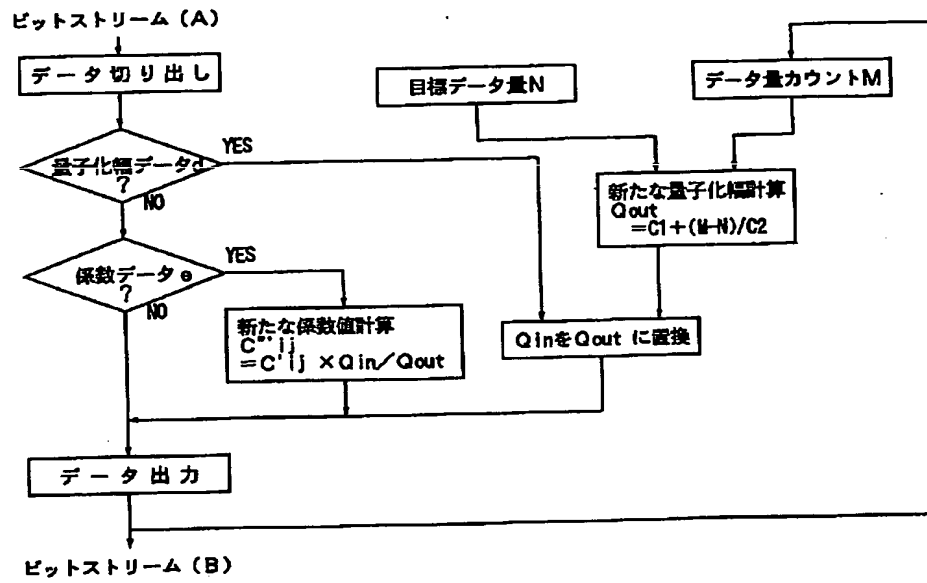 ビットストリーム(A)
データ切り出し
目標データ量N
データ量カウントM
量子化幅データd
?
YES
NO
新たな量子化幅計算
Qout
=C1+(M-N)/C2
係数データe
?
YES
NO
新たな係数値計算
C"'ij
=C'ij ×Qin/Qout
QinをQout に置換
データ出力
ビットストリーム(B)